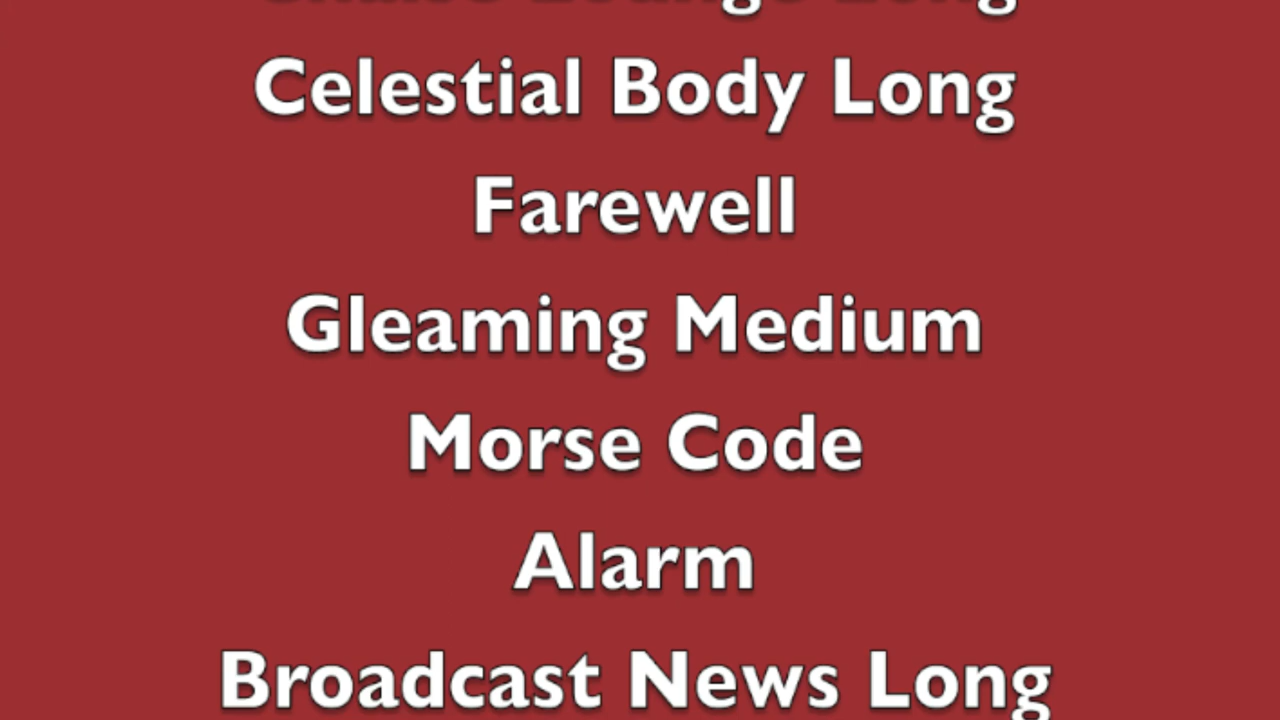 Celestial Body Long
Farewell
Gleaming Medium
Morse Code
Alarm
Broadcast News Long